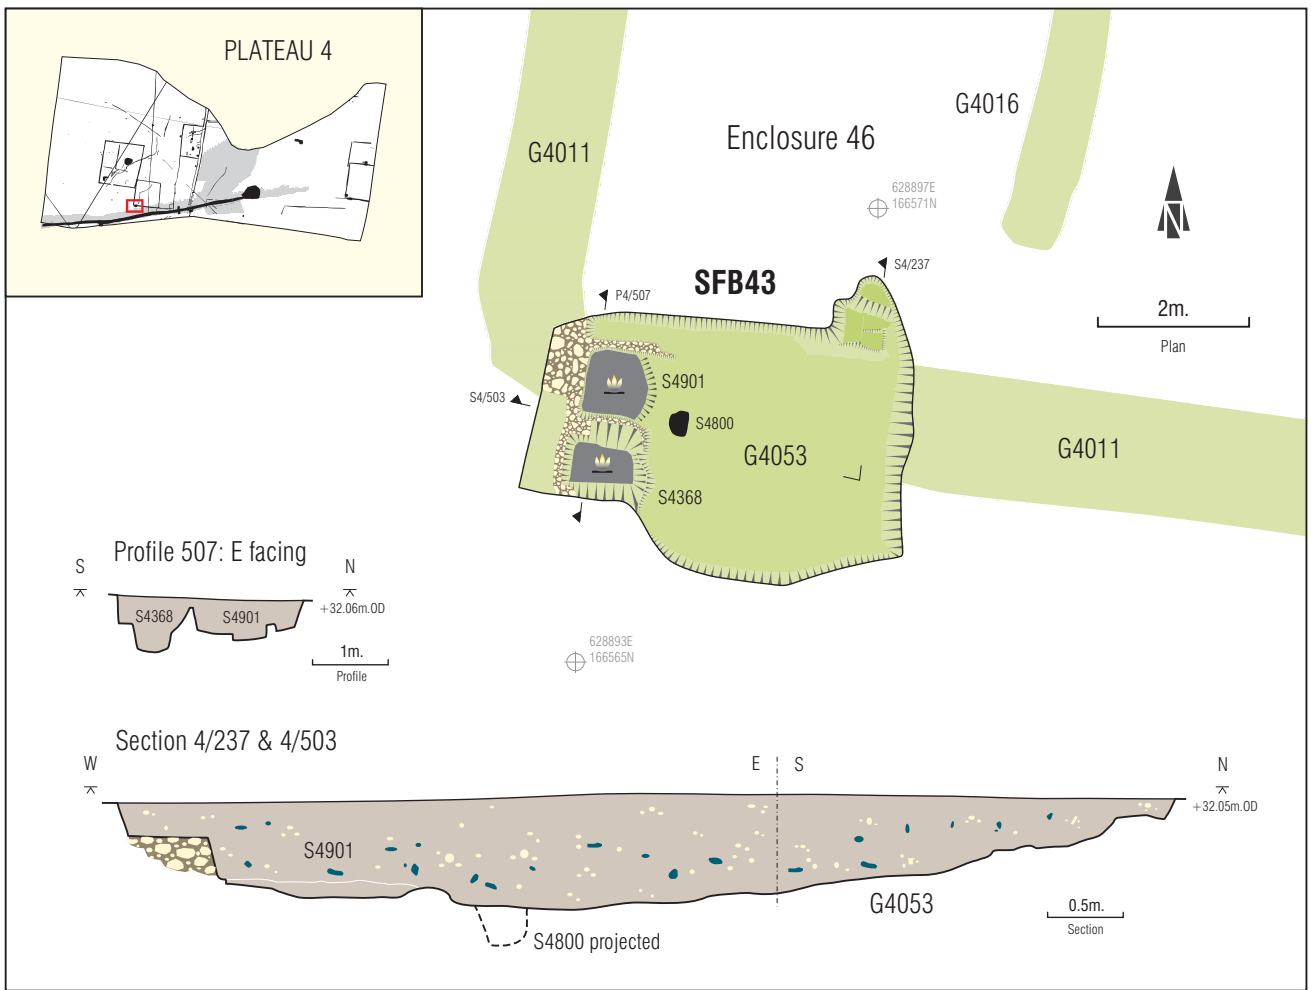 PLATEAU 4
G4011
Enclosure 46
G4016
628897E
166571N
N
SFB43
S4/237
P4/507
2m.
Plan
S4901
S4/503
S4800
G4053
G4011
S4368
Profile 507: E facing
S
N
+32.06m.OD
S4368
S4901
1m.
Profile
628893E
166565N
Section 4/237 & 4/503
W
E
S
N
+32.05m.OD
S4901
G4053
0.5m.
Section
S4800 projected